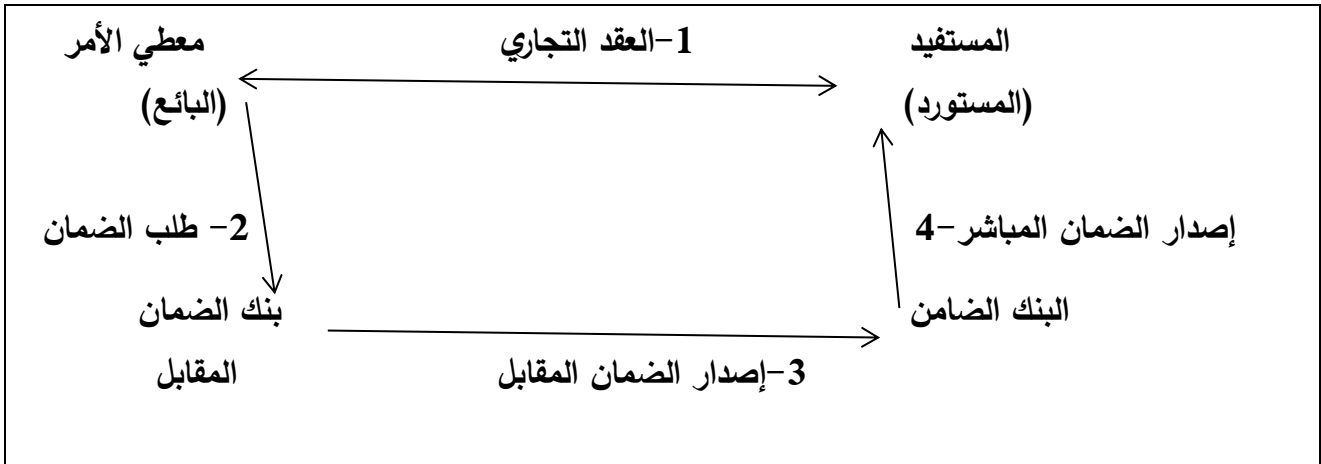 المستفيد
(المستورد)
1-العقد التجاري
معطي الأمر
(البائع)
2- طلب الضمان
إصدار الضمان المباشر-4
بنك الضمان
المقابل
3-إصدار الضمان المقابل
البنك الضامن